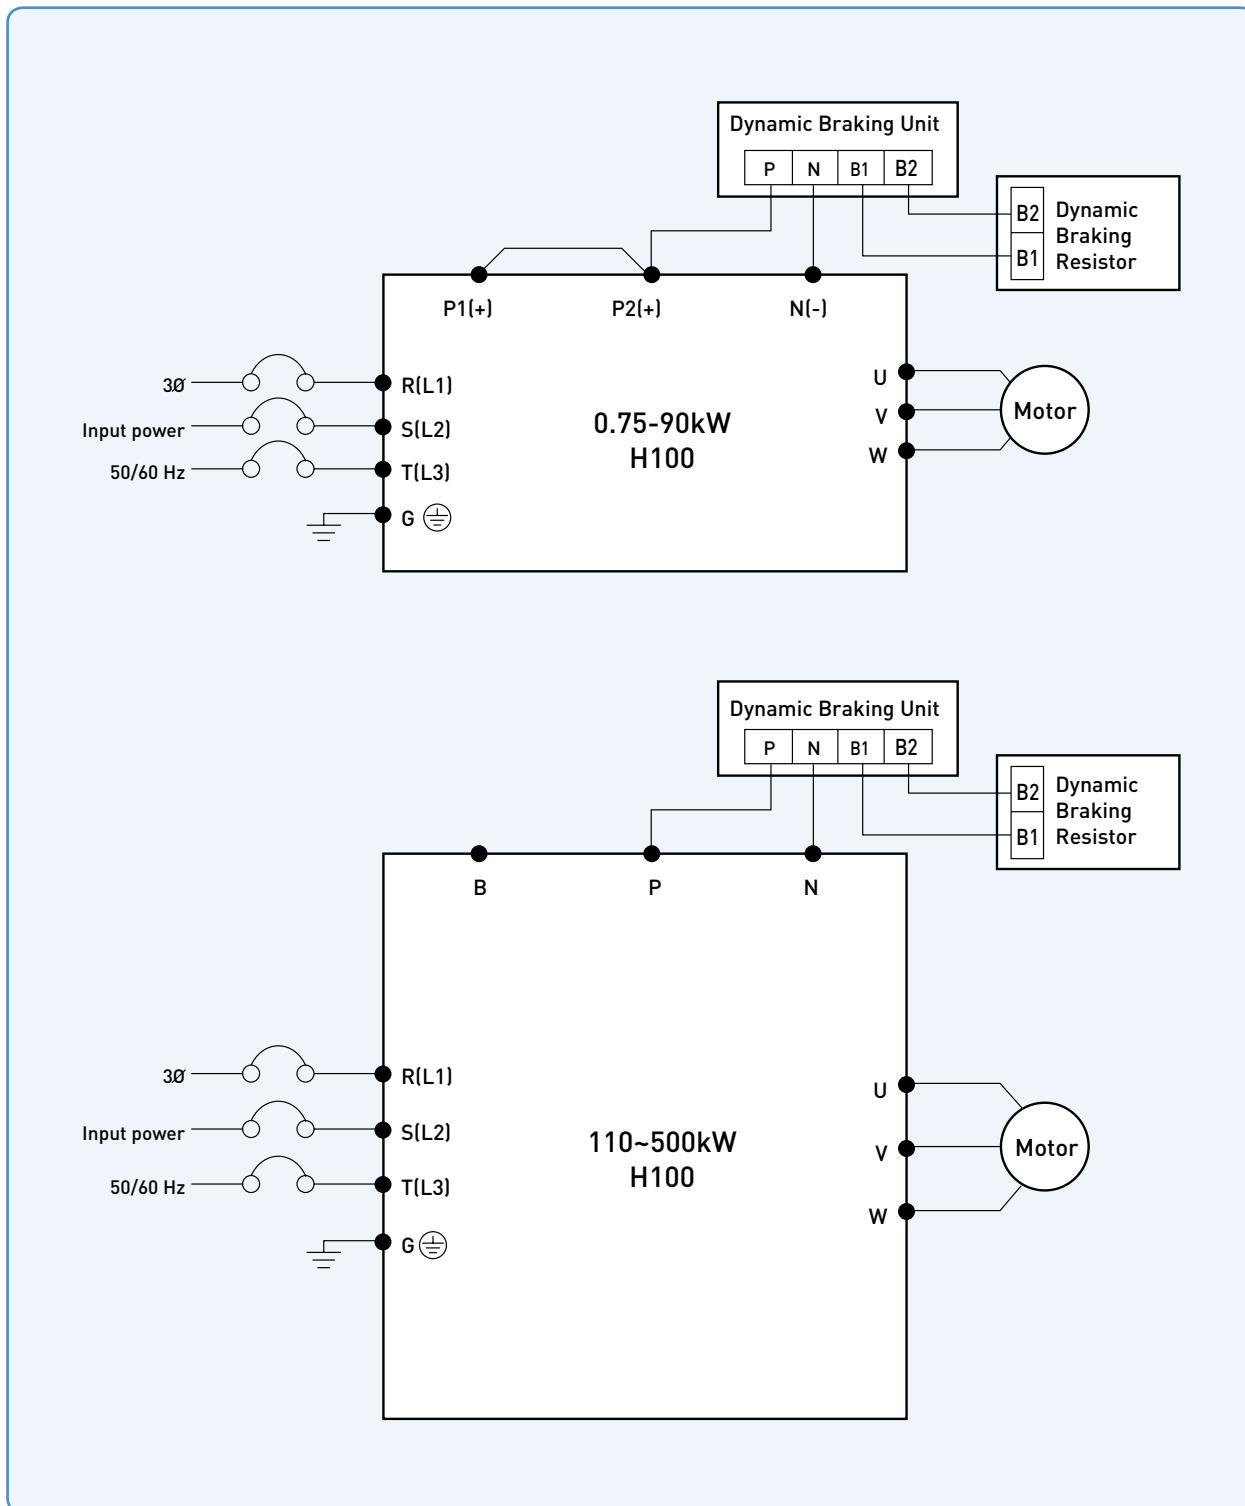 Dynamic Braking Unit
P N B1 B2
B2
B1
Dynamic
Braking
Resistor
P1(+) P2(+) N(-)
3Ø
Input power
50/60 Hz
R(L1)
S(L2)
T(L3)
G
0.75-90kW
H100
U
V
W
Motor
Dynamic Braking Unit
P N B1 B2
B2
B1
Dynamic
Braking
Resistor
B P N
3Ø
Input power
50/60 Hz
R(L1)
S(L2)
T(L3)
G
110~500kW
H100
U
V
W
Motor